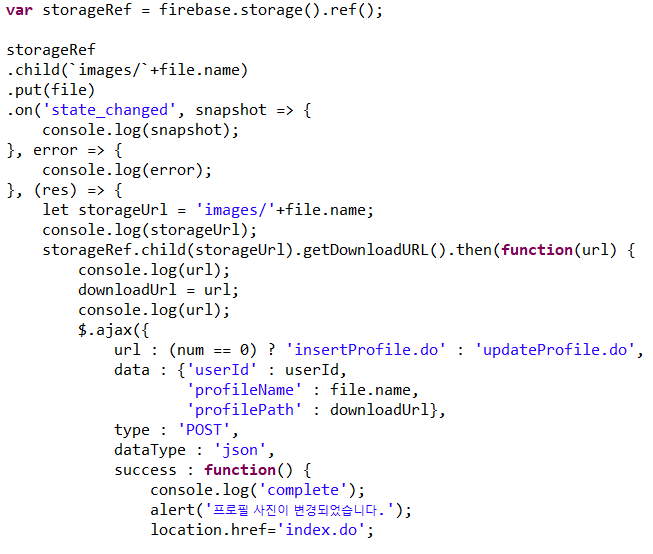 var storageRef = firebase.storage().ref();

storageRef
.child(`images/`+file.name)
.put(file)
.on('state_changed', snapshot => {
    console.log(snapshot);
}, error => {
    console.log(error);
}, (res) => {
    let storageUrl = 'images/'+file.name;
    console.log(storageUrl);
    storageRef.child(storageUrl).getDownloadURL().then(function(url) {
        console.log(url);
        downloadUrl = url;
        console.log(url);
        $.ajax({
            url : (num == 0) ? 'insertProfile.do' : 'updateProfile.do',
            data : {'userId' : userId,
                    'profileName' : file.name,
                    'profilePath' : downloadUrl},
            type : 'POST',
            dataType : 'json',
            success : function() {
                console.log('complete');
                alert('프로필 사진이 변경되었습니다.');
                location.href='index.do';